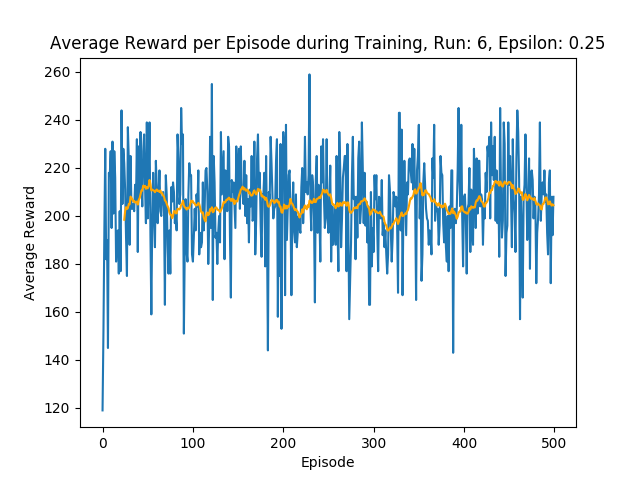 Average Reward per Episode during Training, Run: 6, Epsilon: 0.25
260
240
220
200
180
160
140
120
Average Reward
0 100 200 300 400 500
Episode